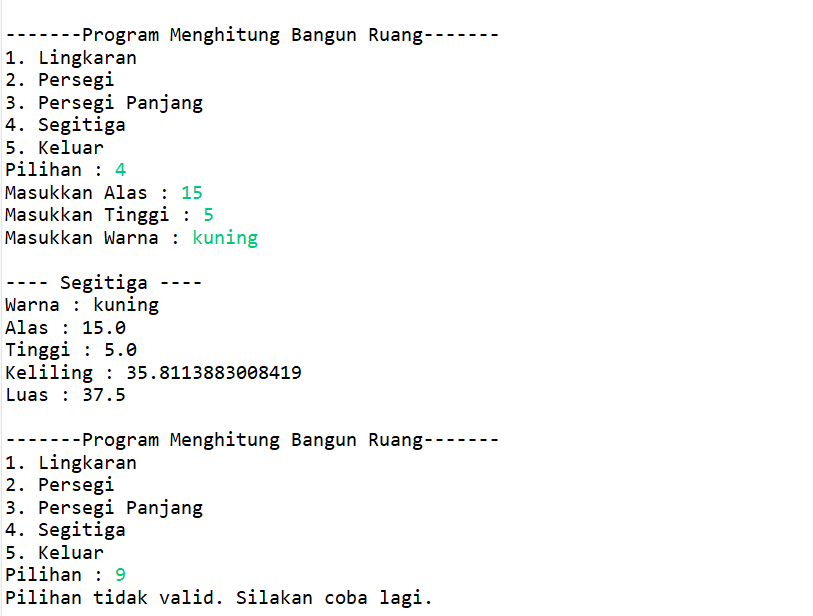 -------Program Menghitung Bangun Ruang-------
1. Lingkaran
2. Persegi
3. Persegi Panjang
4. Segitiga
5. Keluar
Pilihan : 4
Masukkan Alas : 15
Masukkan Tinggi : 5
Masukkan Warna : kuning

---- Segitiga ----
Warna : kuning
Alas : 15.0
Tinggi : 5.0
Keliling : 35.8113883008419
Luas : 37.5

-------Program Menghitung Bangun Ruang-------
1. Lingkaran
2. Persegi
3. Persegi Panjang
4. Segitiga
5. Keluar
Pilihan : 9
Pilihan tidak valid. Silakan coba lagi.